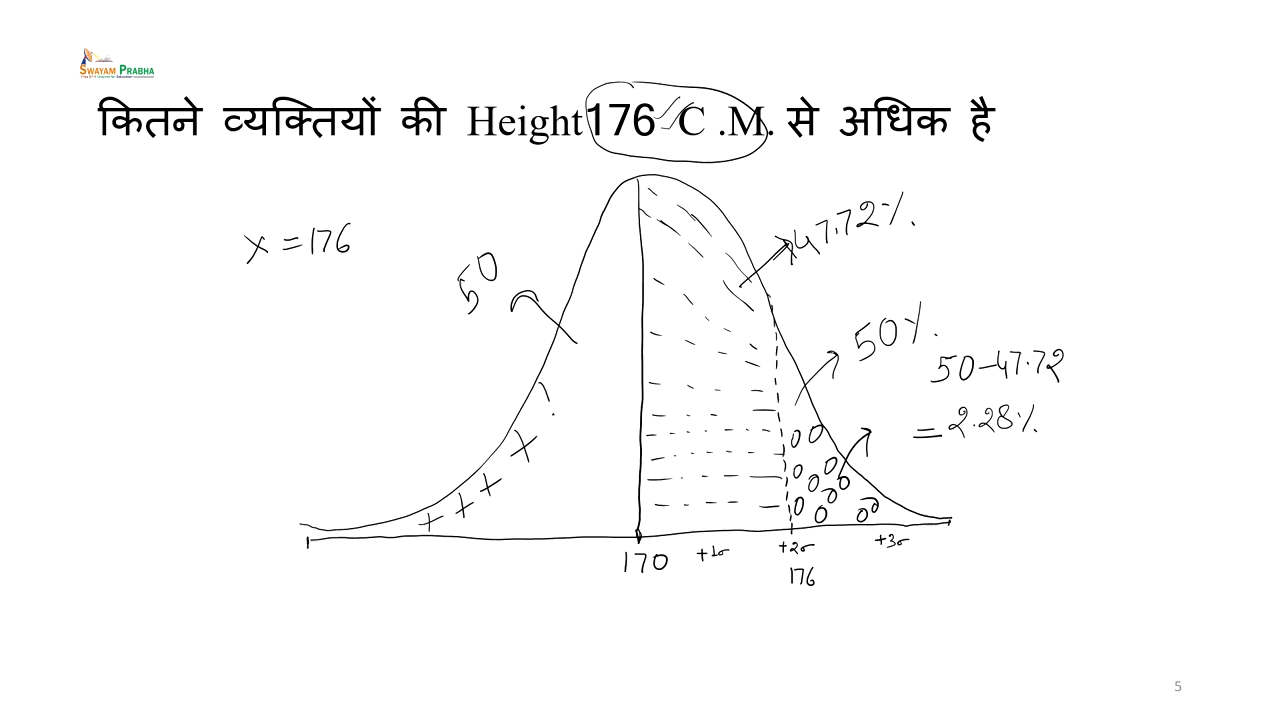 SWAYAM PRABHA
कितने व्यक्तियों की Height 176 C .M. से अधिक है
x = 176
50
47.72%.
50%.
50-47.72
= 2.28%.
170
+1σ
+2σ
+3σ
176
5